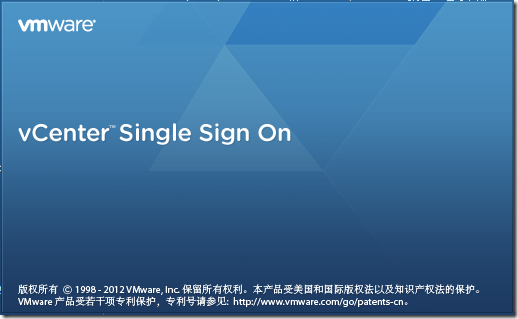 vmware®
vCenter™ Single Sign On
版权所有 © 1998 - 2012 VMware, Inc. 保留所有权利。本产品受美国和国际版权法以及知识产权法的保护。
VMware 产品受若干项专利保护，专利号请参见: http://www.vmware.com/go/patents-cn。